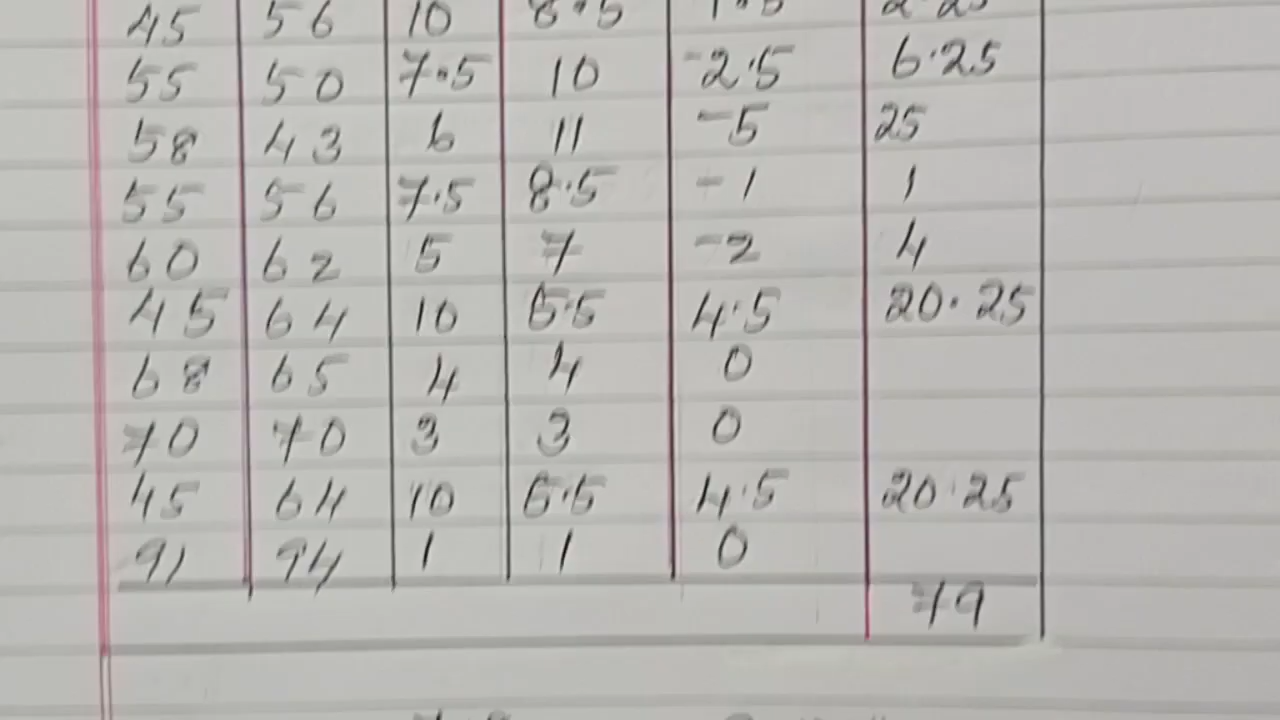 45 56 10 8.5 1.5 2.25
55 50 7.5 10 -2.5 6.25
58 43 6 11 -5 25
55 56 7.5 8.5 -1 1
60 62 5 7 -2 4
45 64 10 5.5 4.5 20.25
68 65 4 4 0
70 70 3 3 0
45 64 10 5.5 4.5 20.25
91 94 1 1 0
79